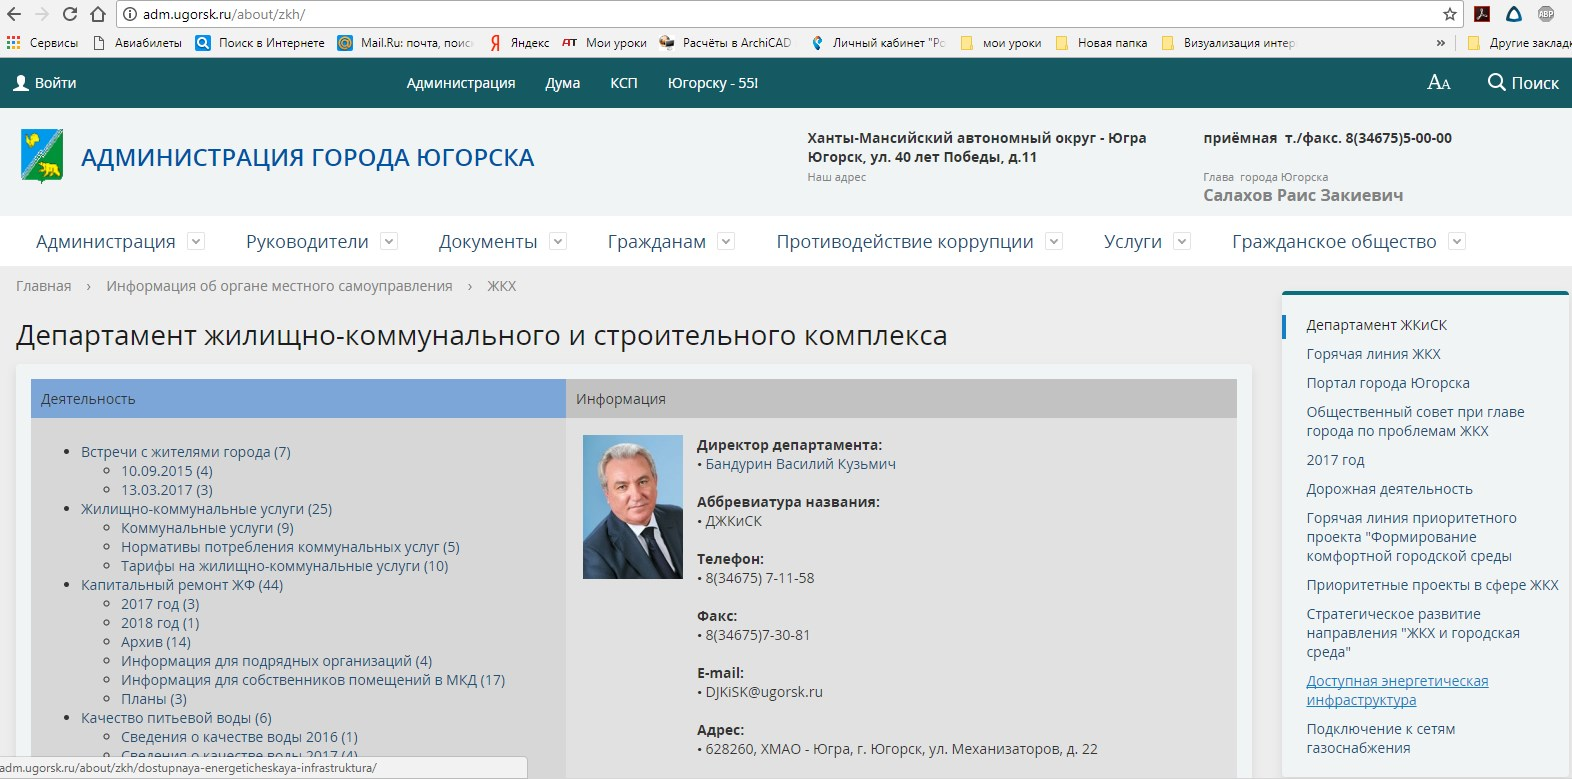 adm.ugorsk.ru/about/zkh/
ABP
Сервисы
Авиабилеты
Поиск в Интернете
Mail.Ru: почта, поис
Яндекс
Мои уроки
Расчёты в ArchiCAD
Личный кабинет "Ро
мои уроки
Новая папка
Визуализация интер
»
Другие заклад
Войти
Администрация
Дума
КСП
Югорску - 55!
АА
Поиск
АДМИНИСТРАЦИЯ ГОРОДА ЮГОРСКА
Ханты-Мансийский автономный округ - Югра
Югорск, ул. 40 лет Победы, д.11
Наш адрес
приёмная т./факс. 8(34675)5-00-00
Глава города Югорска
Салахов Раис Закиевич
Администрация
Руководители
Документы
Гражданам
Противодействие коррупции
Услуги
Гражданское общество
Главная › Информация об органе местного самоуправления › ЖКХ
Департамент жилищно-коммунального и строительного комплекса
Деятельность
Встречи с жителями города (7)
10.09.2015 (4)
13.03.2017 (3)
Жилищно-коммунальные услуги (25)
Коммунальные услуги (9)
Нормативы потребления коммунальных услуг (5)
Тарифы на жилищно-коммунальные услуги (10)
Капитальный ремонт ЖФ (44)
2017 год (3)
2018 год (1)
Архив (14)
Информация для подрядных организаций (4)
Информация для собственников помещений в МКД (17)
Планы (3)
Качество питьевой воды (6)
Сведения о качестве воды 2016 (1)
Сведения о качестве воды 2017 (4)
Информация
Директор департамента:
• Бандурин Василий Кузьмич
Аббревиатура названия:
• ДЖКиСК
Телефон:
• 8(34675) 7-11-58
Факс:
• 8(34675)7-30-81
E-mail:
• DJKiSK@ugorsk.ru
Адрес:
• 628260, ХМАО - Югра, г. Югорск, ул. Механизаторов, д. 22
Департамент ЖКиСК
Горячая линия ЖКХ
Портал города Югорска
Общественный совет при главе
города по проблемам ЖКХ
2017 год
Дорожная деятельность
Горячая линия приоритетного
проекта "Формирование
комфортной городской среды
Приоритетные проекты в сфере ЖКХ
Стратегическое развитие
направления "ЖКХ и городская
среда"
Доступная энергетическая
инфраструктура
Подключение к сетям
газоснабжения
adm.ugorsk.ru/about/zkh/dostupnaya-energeticheskaya-infrastruktura/